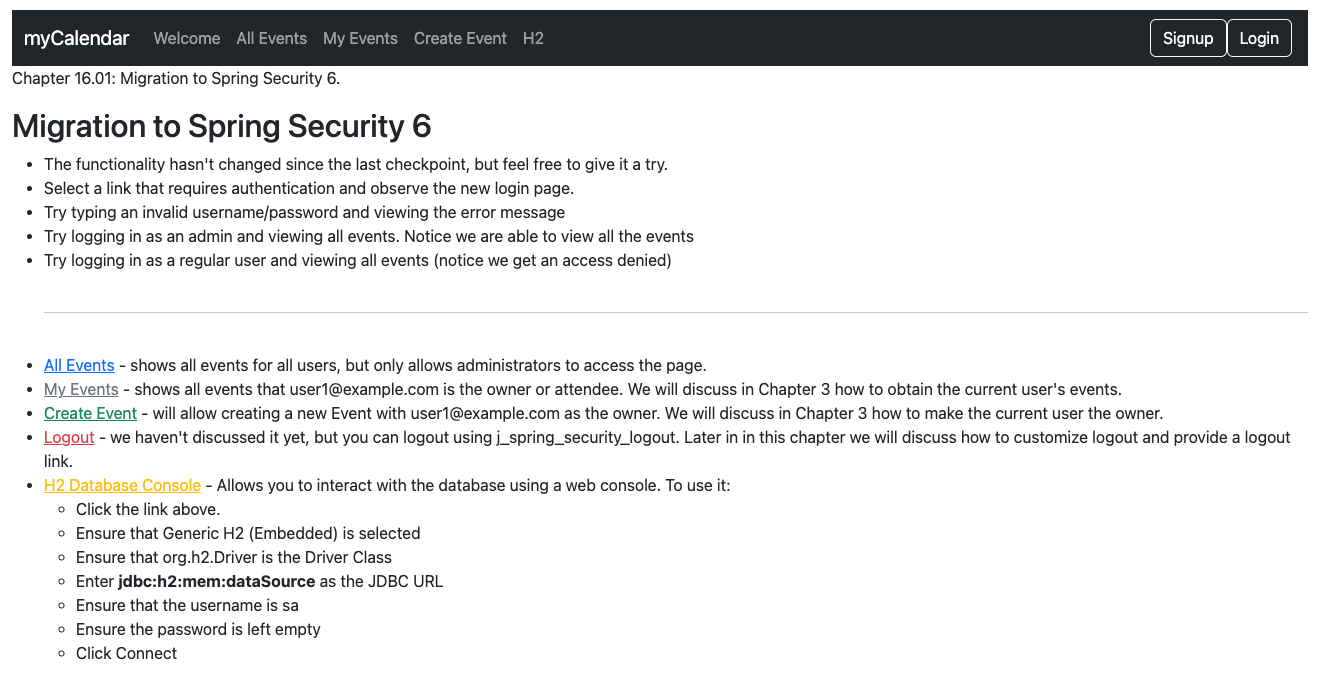 myCalendar Welcome All Events My Events Create Event H2 Signup Login
Chapter 16.01: Migration to Spring Security 6.
Migration to Spring Security 6
The functionality hasn't changed since the last checkpoint, but feel free to give it a try.
Select a link that requires authentication and observe the new login page.
Try typing an invalid username/password and viewing the error message
Try logging in as an admin and viewing all events. Notice we are able to view all the events
Try logging in as a regular user and viewing all events (notice we get an access denied)
All Events - shows all events for all users, but only allows administrators to access the page.
My Events - shows all events that user1@example.com is the owner or attendee. We will discuss in Chapter 3 how to obtain the current user's events.
Create Event - will allow creating a new Event with user1@example.com as the owner. We will discuss in Chapter 3 how to make the current user the owner.
Logout - we haven't discussed it yet, but you can logout using j_spring_security_logout. Later in in this chapter we will discuss how to customize logout and provide a logout
link.
H2 Database Console - Allows you to interact with the database using a web console. To use it:
Click the link above.
Ensure that Generic H2 (Embedded) is selected
Ensure that org.h2.Driver is the Driver Class
Enter jdbc:h2:mem:dataSource as the JDBC URL
Ensure that the username is sa
Ensure the password is left empty
Click Connect